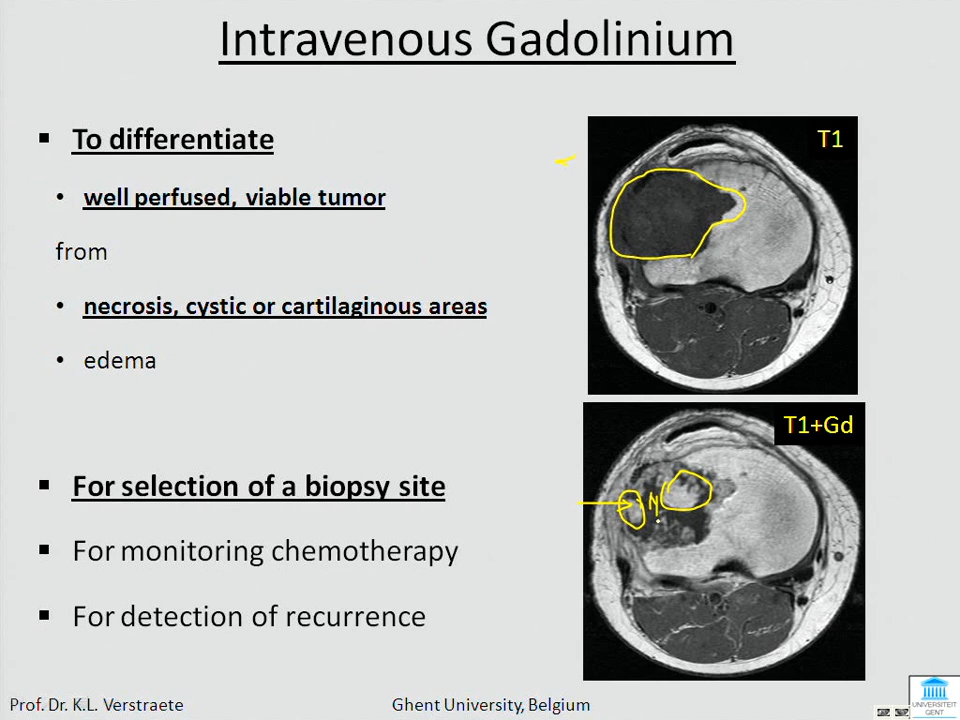 Intravenous Gadolinium
▪ To differentiate
• well perfused, viable tumor
from
• necrosis, cystic or cartilaginous areas
• edema
▪ For selection of a biopsy site
▪ For monitoring chemotherapy
▪ For detection of recurrence
T1
T1+Gd
N
Prof. Dr. K.L. Verstraete
Ghent University, Belgium
UNIVERSITEIT
GENT